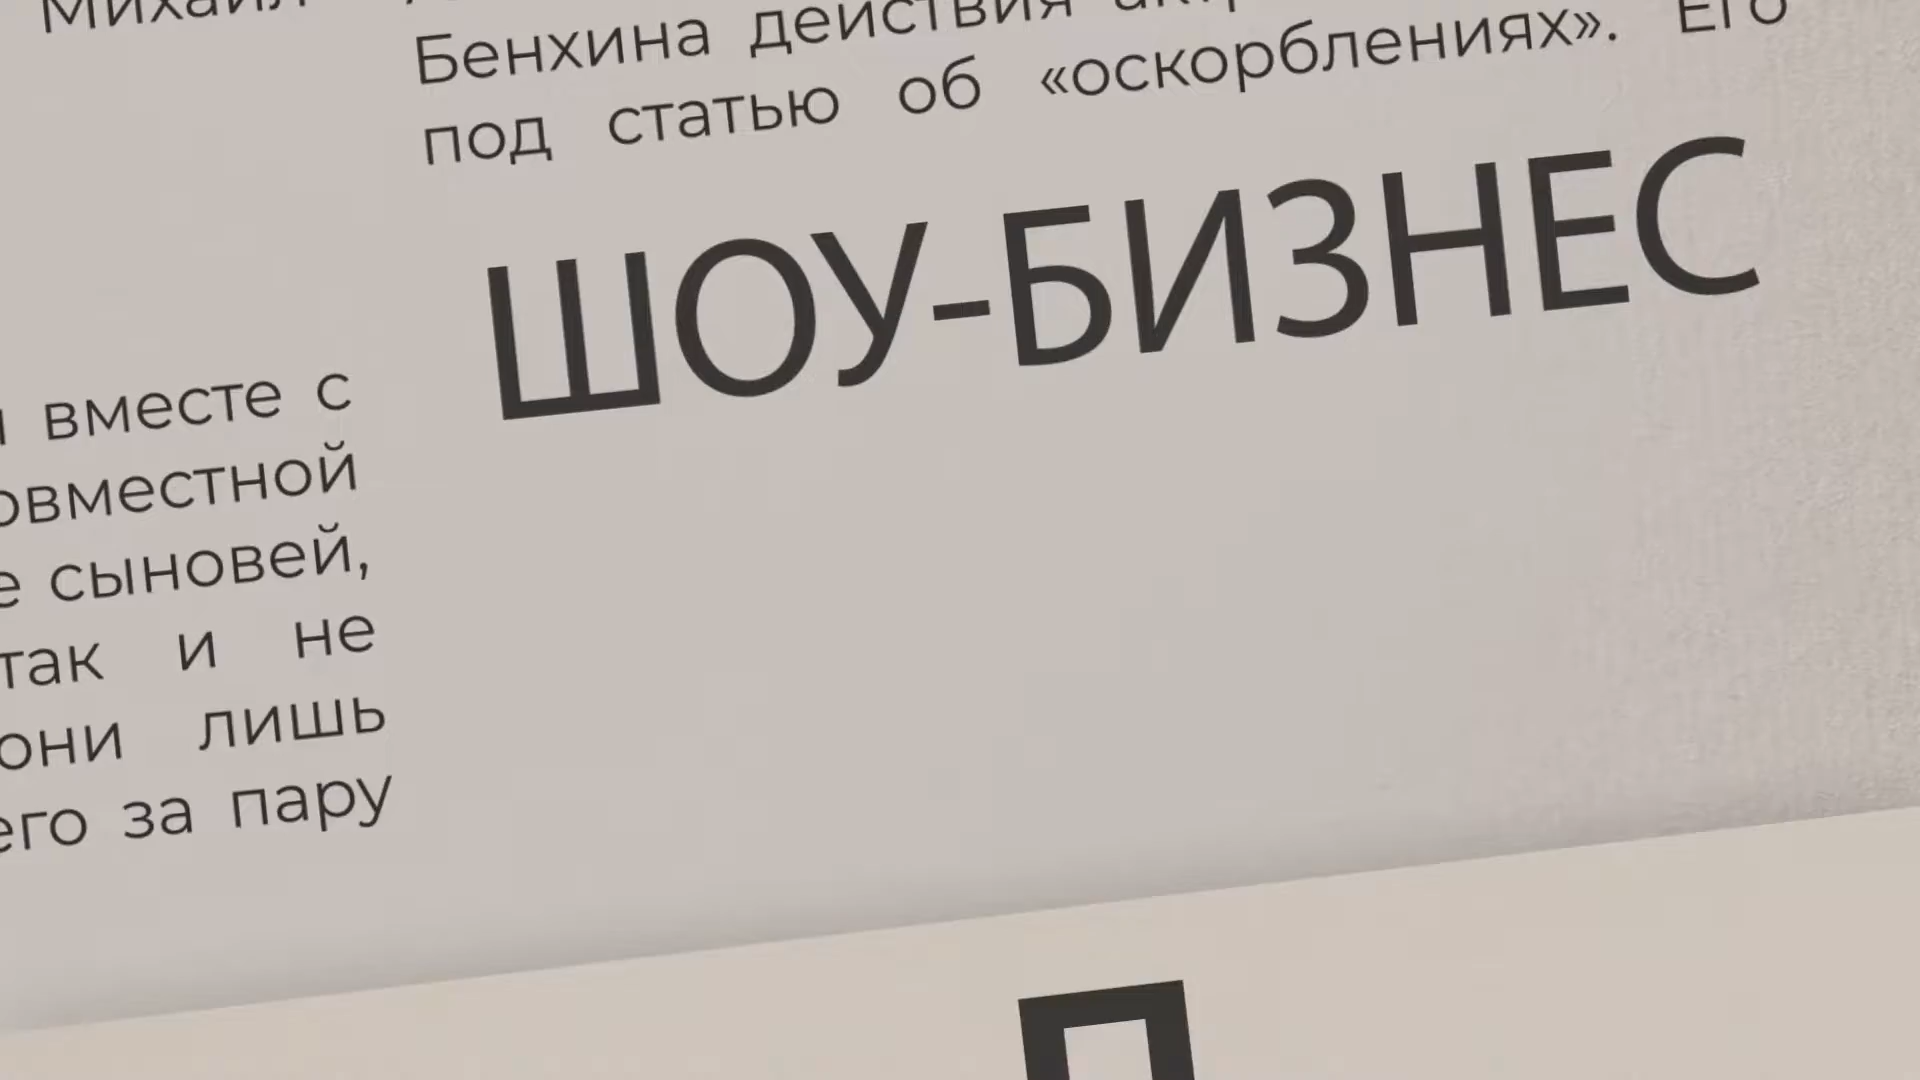 Михаил
Бенхина действия
под статью об «оскорблениях». Его
ШОУ-БИЗНЕС
вместе с
овместной
е сыновей,
так и не
они лишь
его за пару
П